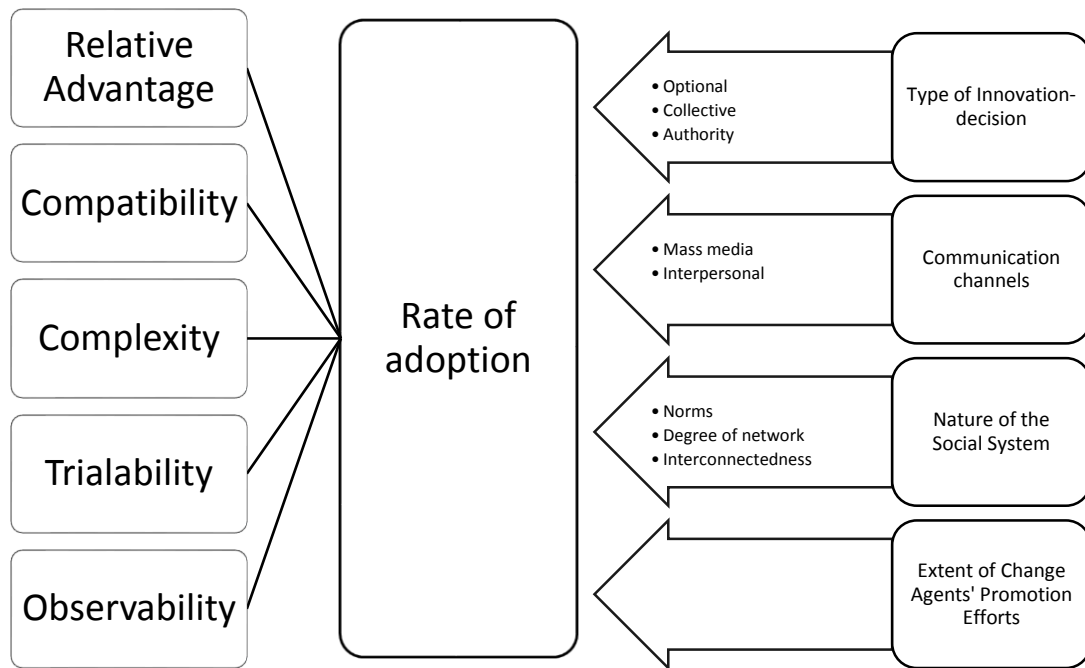 Relative
Advantage
Compatibility
Complexity
Trialability
Observability
Rate of
adoption
• Optional
• Collective
• Authority
Type of Innovation-
decision
• Mass media
• Interpersonal
Communication
channels
• Norms
• Degree of network
• Interconnectedness
Nature of the
Social System
Extent of Change
Agents' Promotion
Efforts